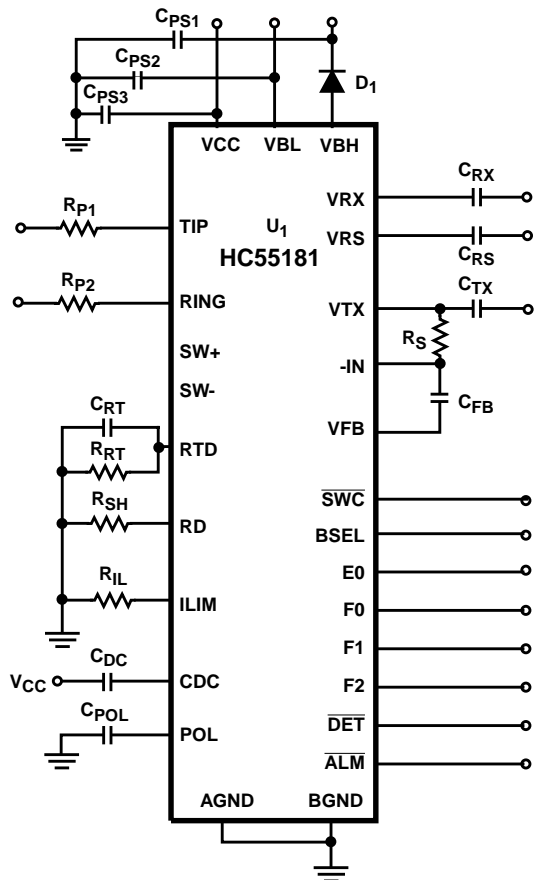 CPS1
CPS2
D1
CPS3
VCC VBL VBH
CRX
VRX
RP1
TIP
U1
HC55181
VRS
CRS
CTX
RP2
RING
VTX
RS
SW+
-IN
SW-
CFB
CRT
VFB
RTD
RRT
RSH
SWC
RD
BSEL
E0
RIL
ILIM
F0
F1
CDC
VCC
CDC
F2
CPOL
POL
DET
ALM
AGND BGND